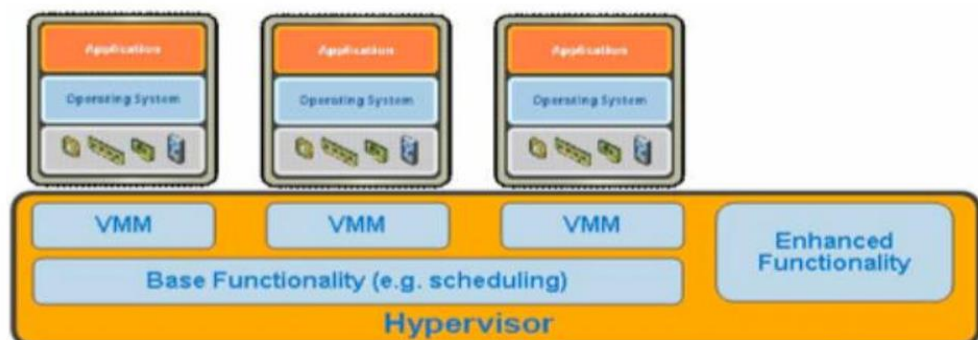 Application
Application
Application
Operating System
Operating System
Operating System
VMM
VMM
VMM
Enhanced
Functionality
Base Functionality (e.g. scheduling)
Hypervisor